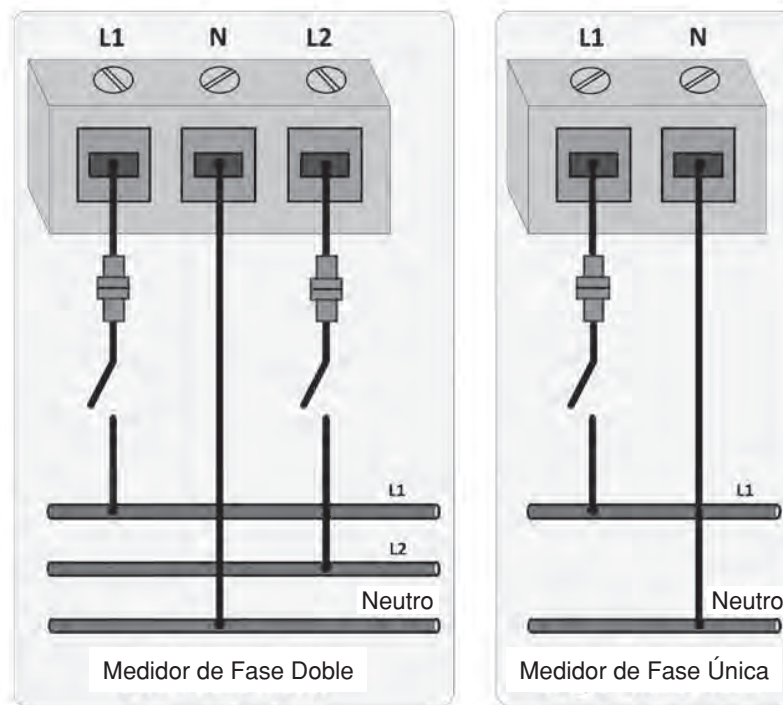 L1 N L2
L1
L2
Neutro
Medidor de Fase Doble
L1 N
L1
Neutro
Medidor de Fase Única